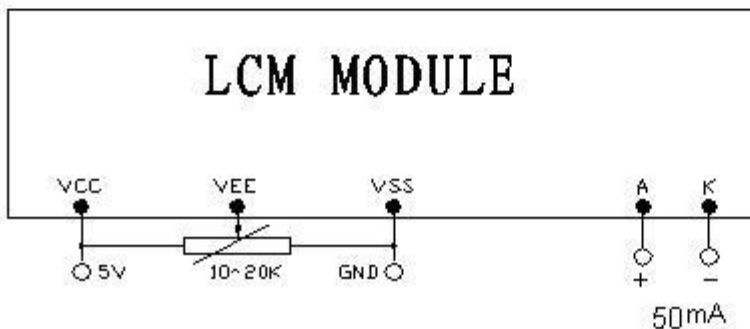 LCM MODULE
VCC VEE VSS A K
5V 10~20K GND + -
50mA